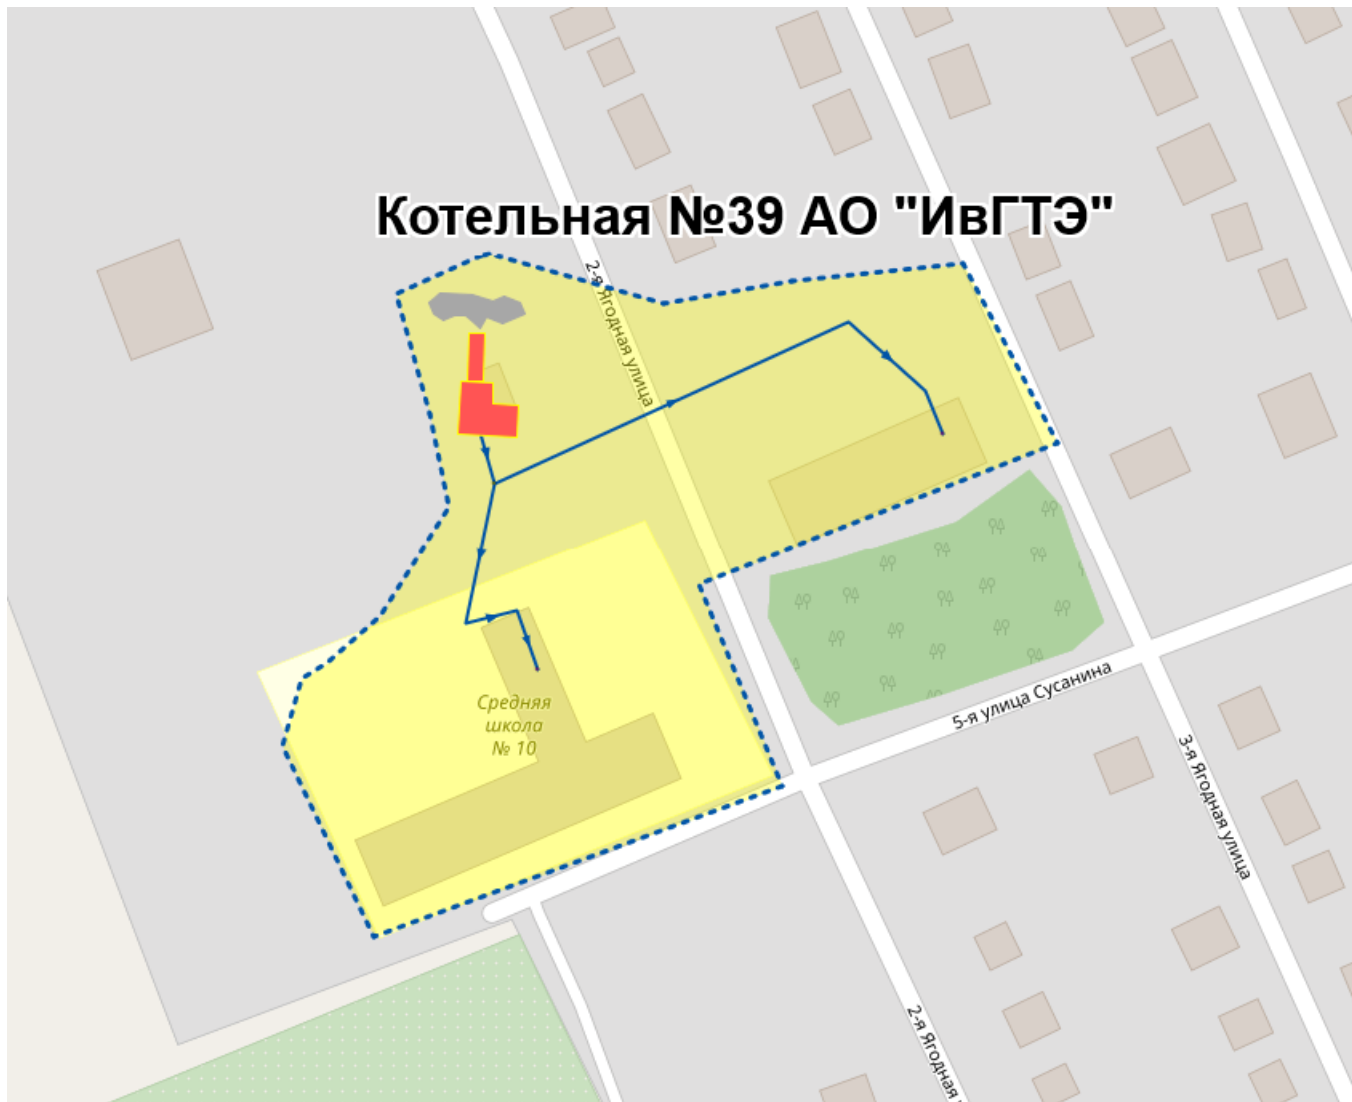 Котельная №39 АО "ИвГТЭ"
2-я Ягодная улица
Средняя
школа
№ 10
5-я улица Сусанина
3-я Ягодная улица
2-я Ягодная